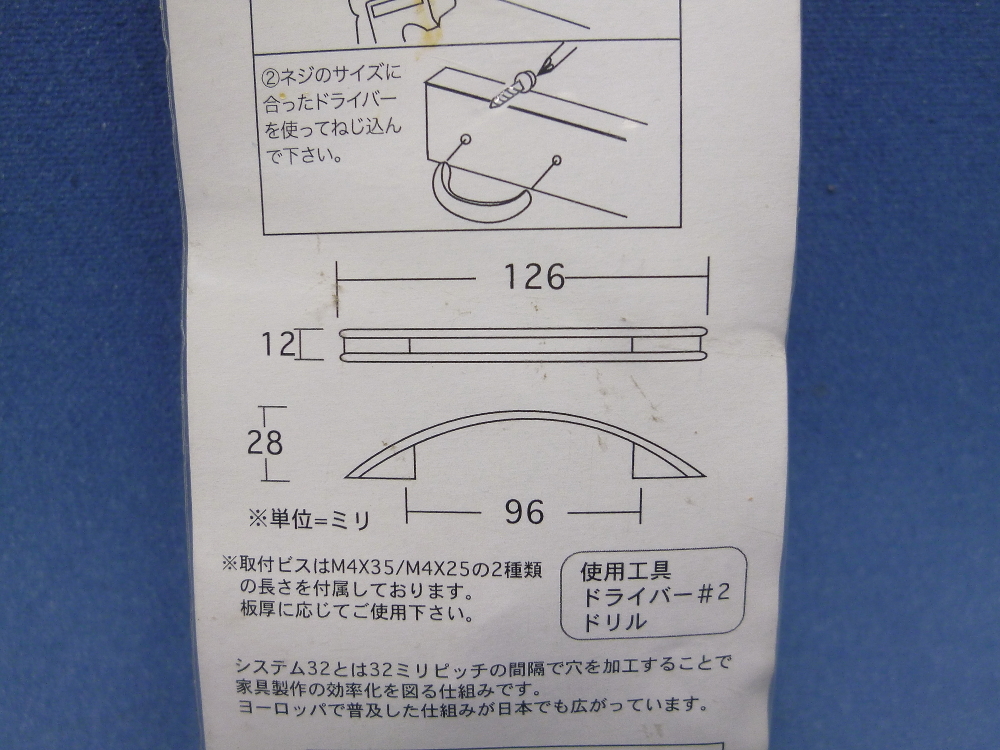 ②ネジのサイズに
合ったドライバー
を使ってねじ込ん
で下さい。
126
12
28
96
※単位=ミリ
※取付ビスはM4X35/M4X25の2種類
の長さを付属しております。
板厚に応じてご使用下さい。
使用工具
ドライバー#2
ドリル
システム32とは32ミリピッチの間隔で穴を加工することで
家具製作の効率化を図る仕組みです。
ヨーロッパで普及した仕組みが日本でも広がっています。